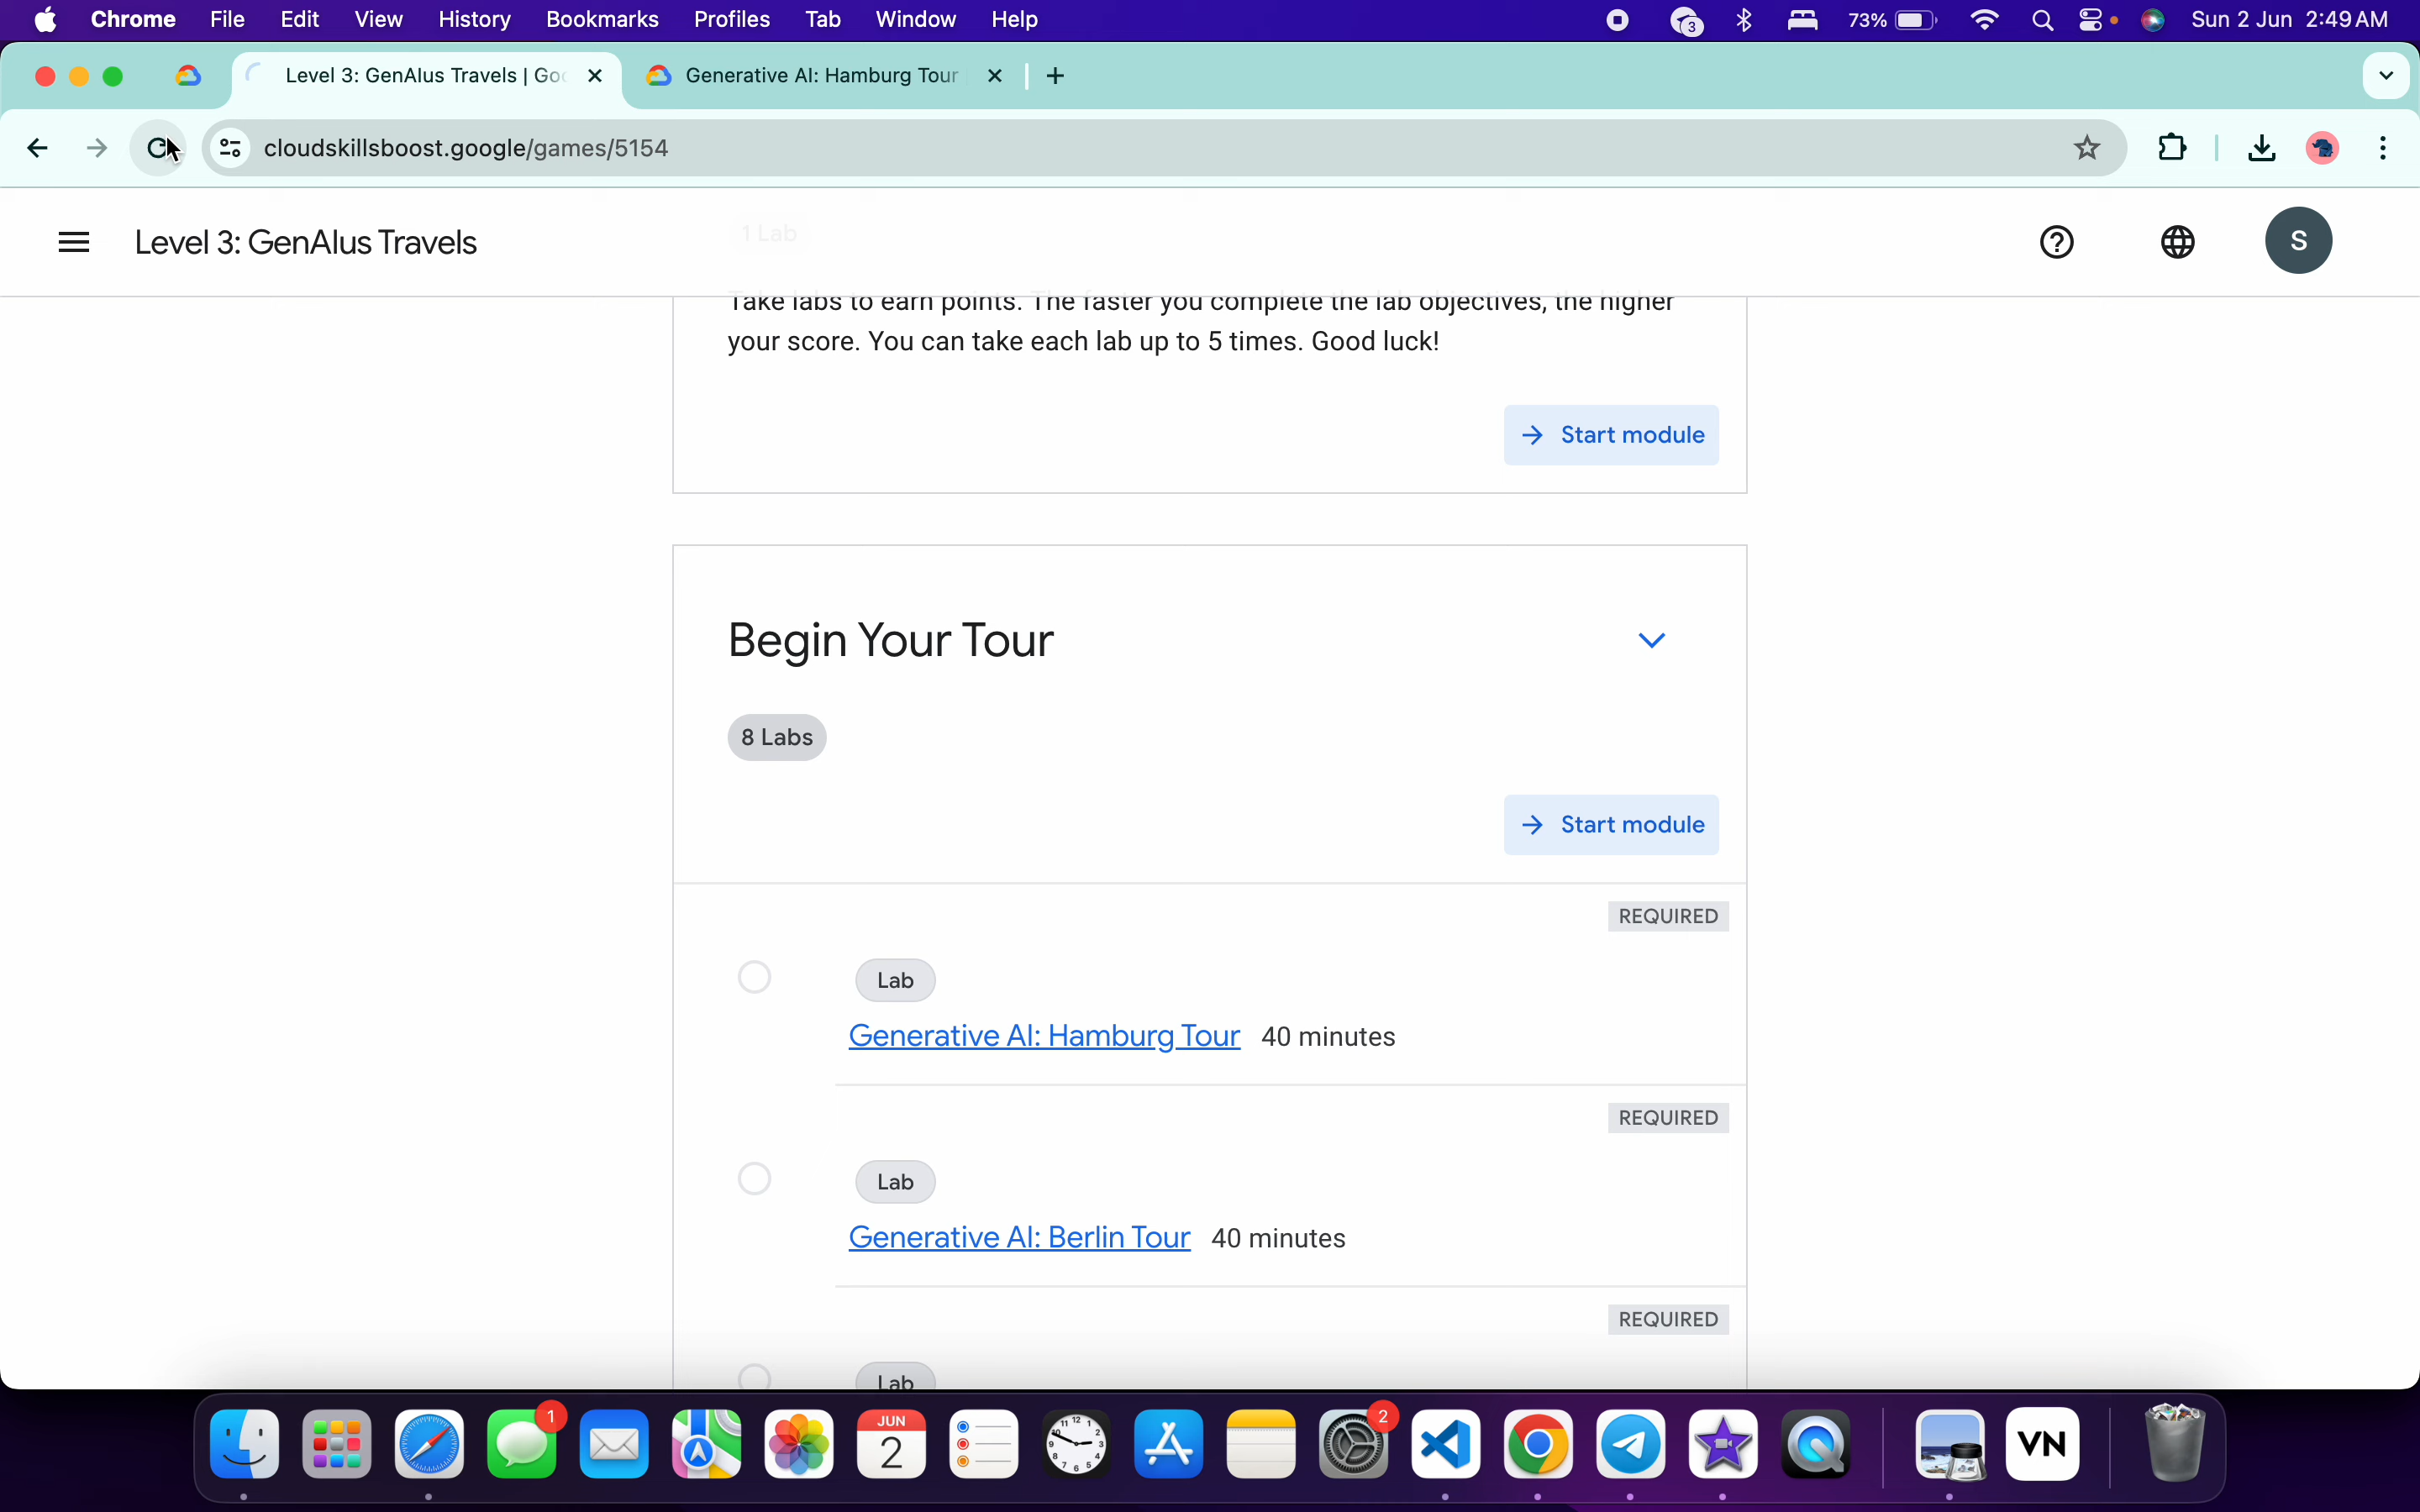 Chrome File Edit View History Bookmarks Profiles Tab Window Help 3 73% Sun 2 Jun 2:49 AM
Level 3: GenAIus Travels | Goo
Generative AI: Hamburg Tour
cloudskillsboost.google/games/5154
Level 3: GenAIus Travels
1 Lab
S
Take labs to earn points. The faster you complete the lab objectives, the higher
your score. You can take each lab up to 5 times. Good luck!
Start module
Begin Your Tour
8 Labs
Start module
REQUIRED
Lab
Generative AI: Hamburg Tour 40 minutes
REQUIRED
Lab
Generative AI: Berlin Tour 40 minutes
REQUIRED
Lab
1
JUN
2
2
VN